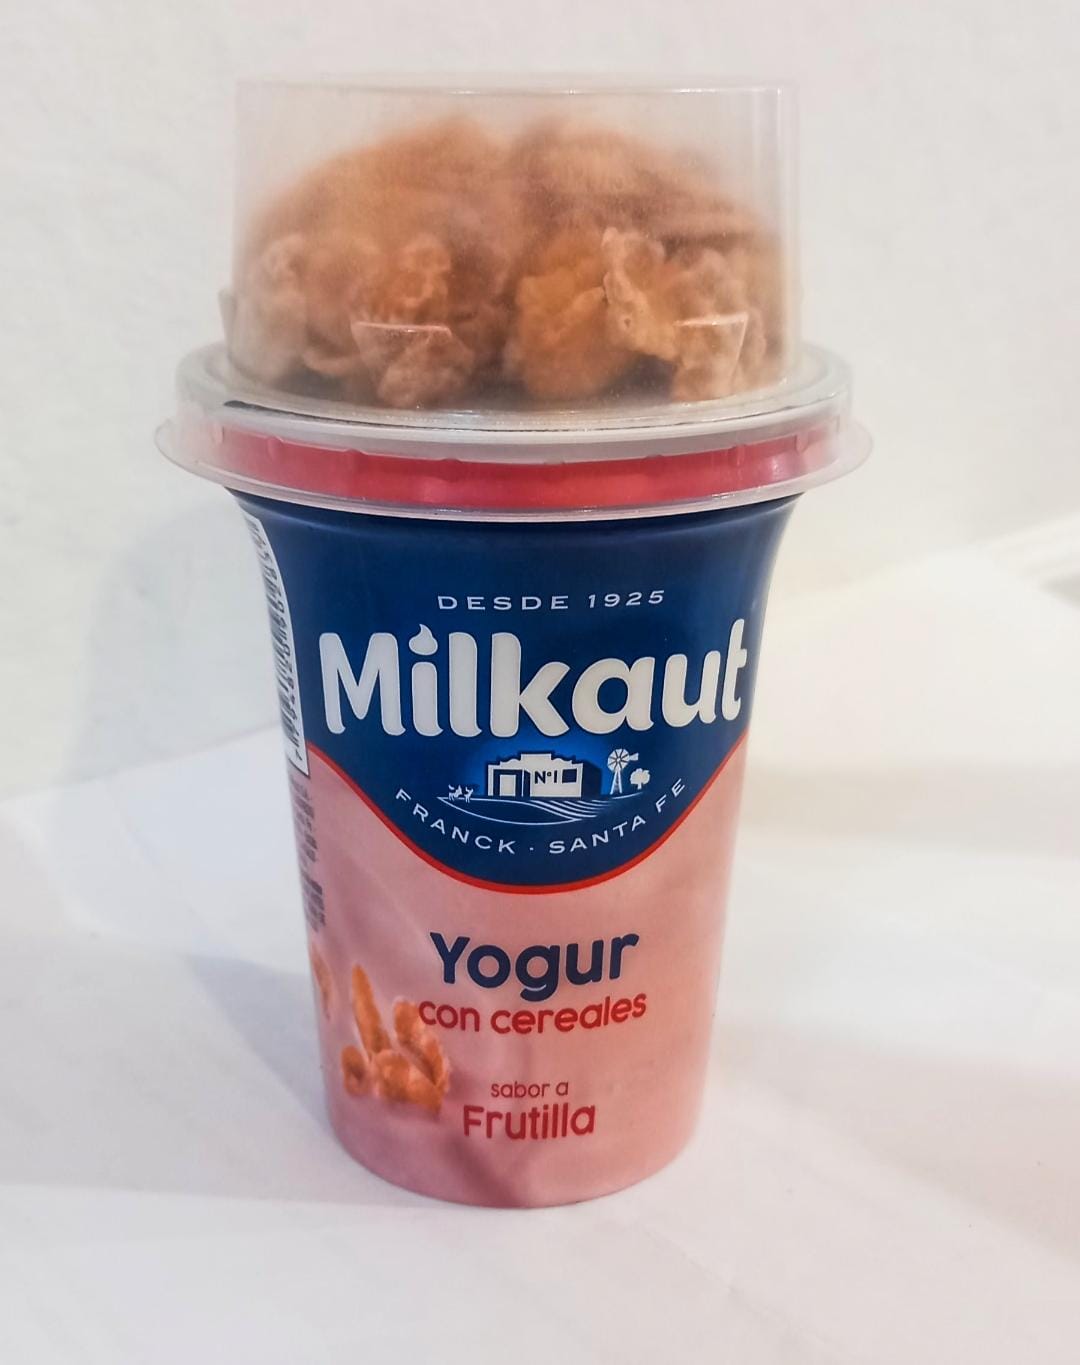 DESDE 1925
Milkaut
Nº1
FRANCK · SANTA FE
Yogur
con cereales
sabor a
Frutilla